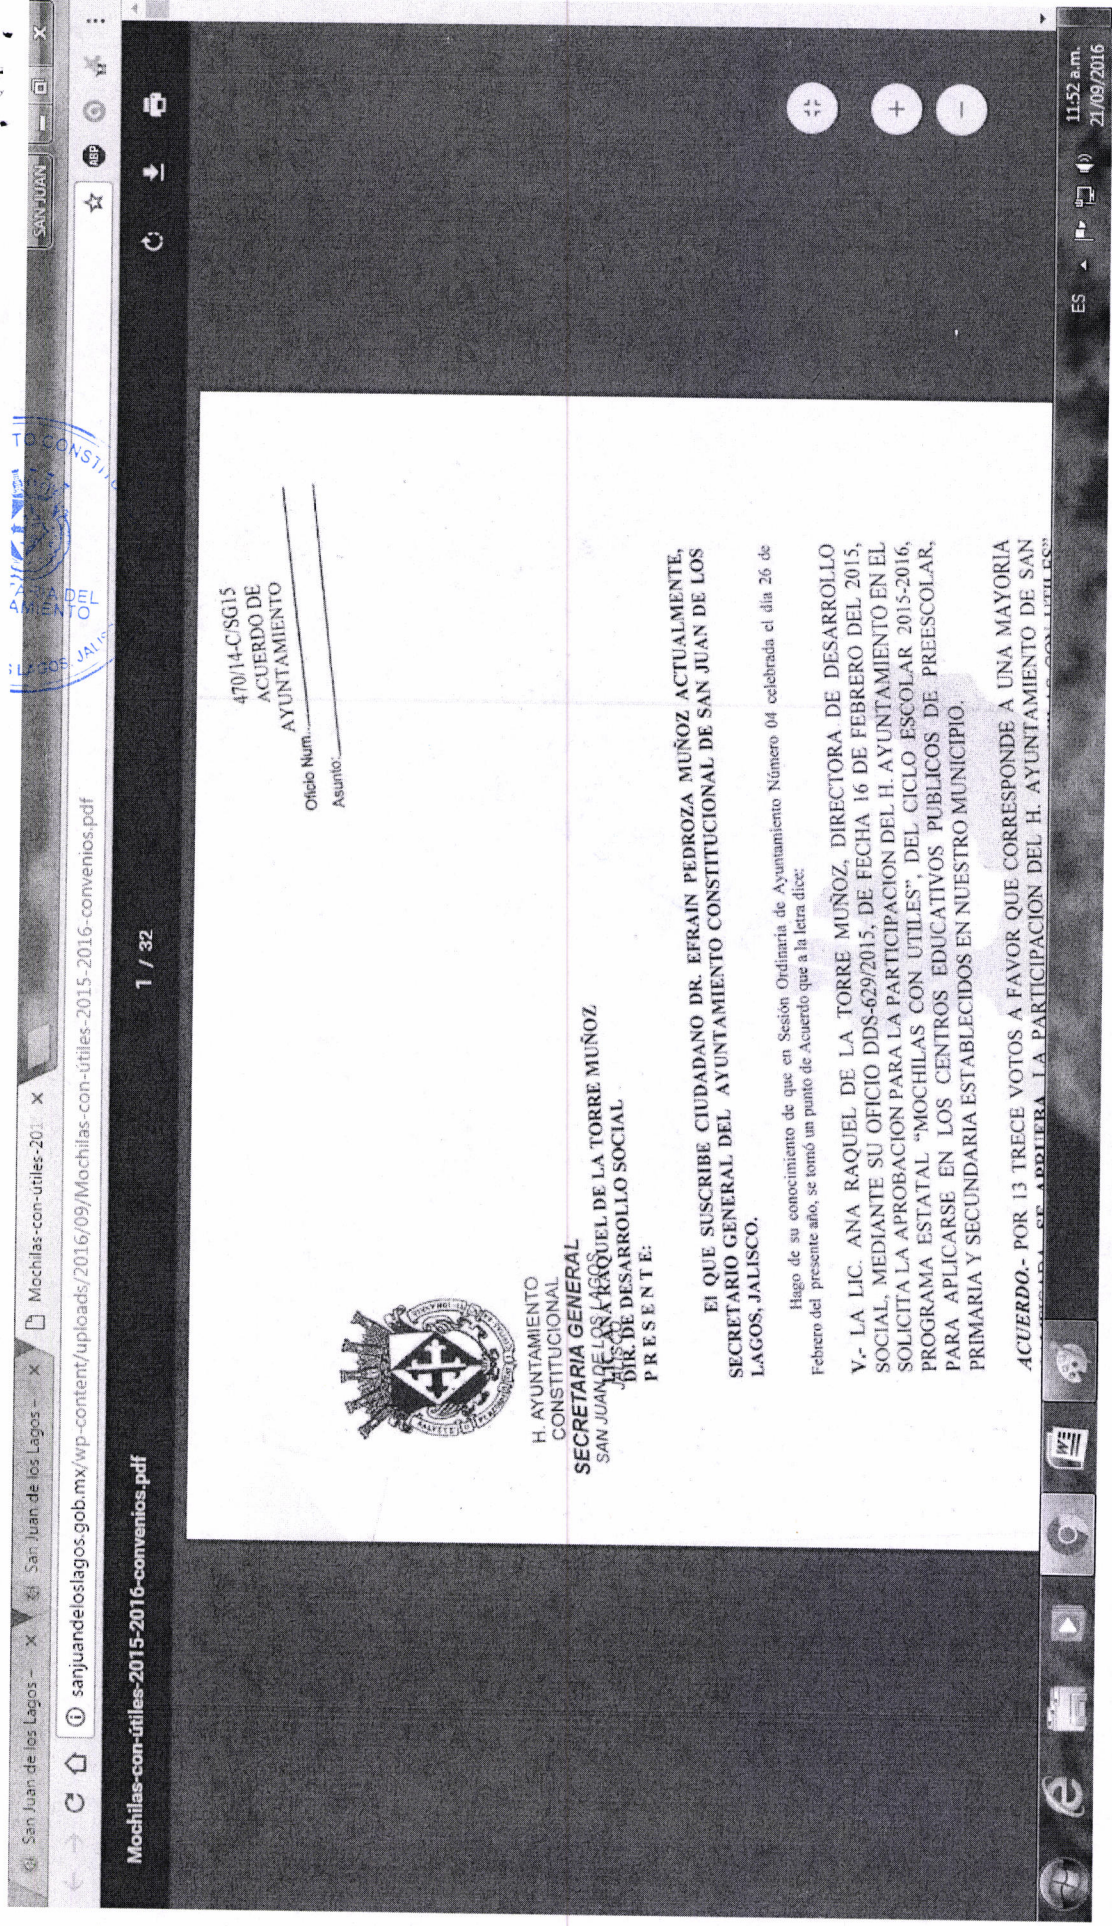 San Juan de los Lagos –
San Juan de los Lagos –
Mochilas-con-útiles-201
SAN JUAN
sanjuandeloslagos.gob.mx/wp-content/uploads/2016/09/Mochilas-con-útiles-2015-2016-convenios.pdf
ABP
Mochilas-con-útiles-2015-2016-convenios.pdf
1 / 32
TO CONSTITU
DEL
AMIENTO
LAGOS, JALIS
470/14-C/SG15
ACUERDO DE
AYUNTAMIENTO
Oficio Num.
Asunto:
H. AYUNTAMIENTO
CONSTITUCIONAL
SECRETARIA GENERAL
SAN JUAN DE LOS LAGOS
LIC. ANA RAQUEL DE LA TORRE MUÑOZ
DIR. DE DESARROLLO SOCIAL
P R E S E N T E:
El QUE SUSCRIBE CIUDADANO DR. EFRAIN PEDROZA MUÑOZ ACTUALMENTE,
SECRETARIO GENERAL DEL AYUNTAMIENTO CONSTITUCIONAL DE SAN JUAN DE LOS
LAGOS, JALISCO.
Hago de su conocimiento de que en Sesión Ordinaria de Ayuntamiento Número 04 celebrada el día 26 de
Febrero del presente año, se tomó un punto de Acuerdo que a la letra dice:
V.- LA LIC. ANA RAQUEL DE LA TORRE MUÑOZ, DIRECTORA DE DESARROLLO
SOCIAL, MEDIANTE SU OFICIO DDS-629/2015, DE FECHA 16 DE FEBRERO DEL 2015,
SOLICITA LA APROBACION PARA LA PARTICIPACION DEL H. AYUNTAMIENTO EN EL
PROGRAMA ESTATAL “MOCHILAS CON UTILES”, DEL CICLO ESCOLAR 2015-2016,
PARA APLICARSE EN LOS CENTROS EDUCATIVOS PUBLICOS DE PREESCOLAR,
PRIMARIA Y SECUNDARIA ESTABLECIDOS EN NUESTRO MUNICIPIO.
ACUERDO.- POR 13 TRECE VOTOS A FAVOR QUE CORRESPONDE A UNA MAYORIA
SE APRUEBA LA PARTICIPACION DEL H. AYUNTAMIENTO DE SAN
CON UTILES”
ES
11:52 a.m.
21/09/2016